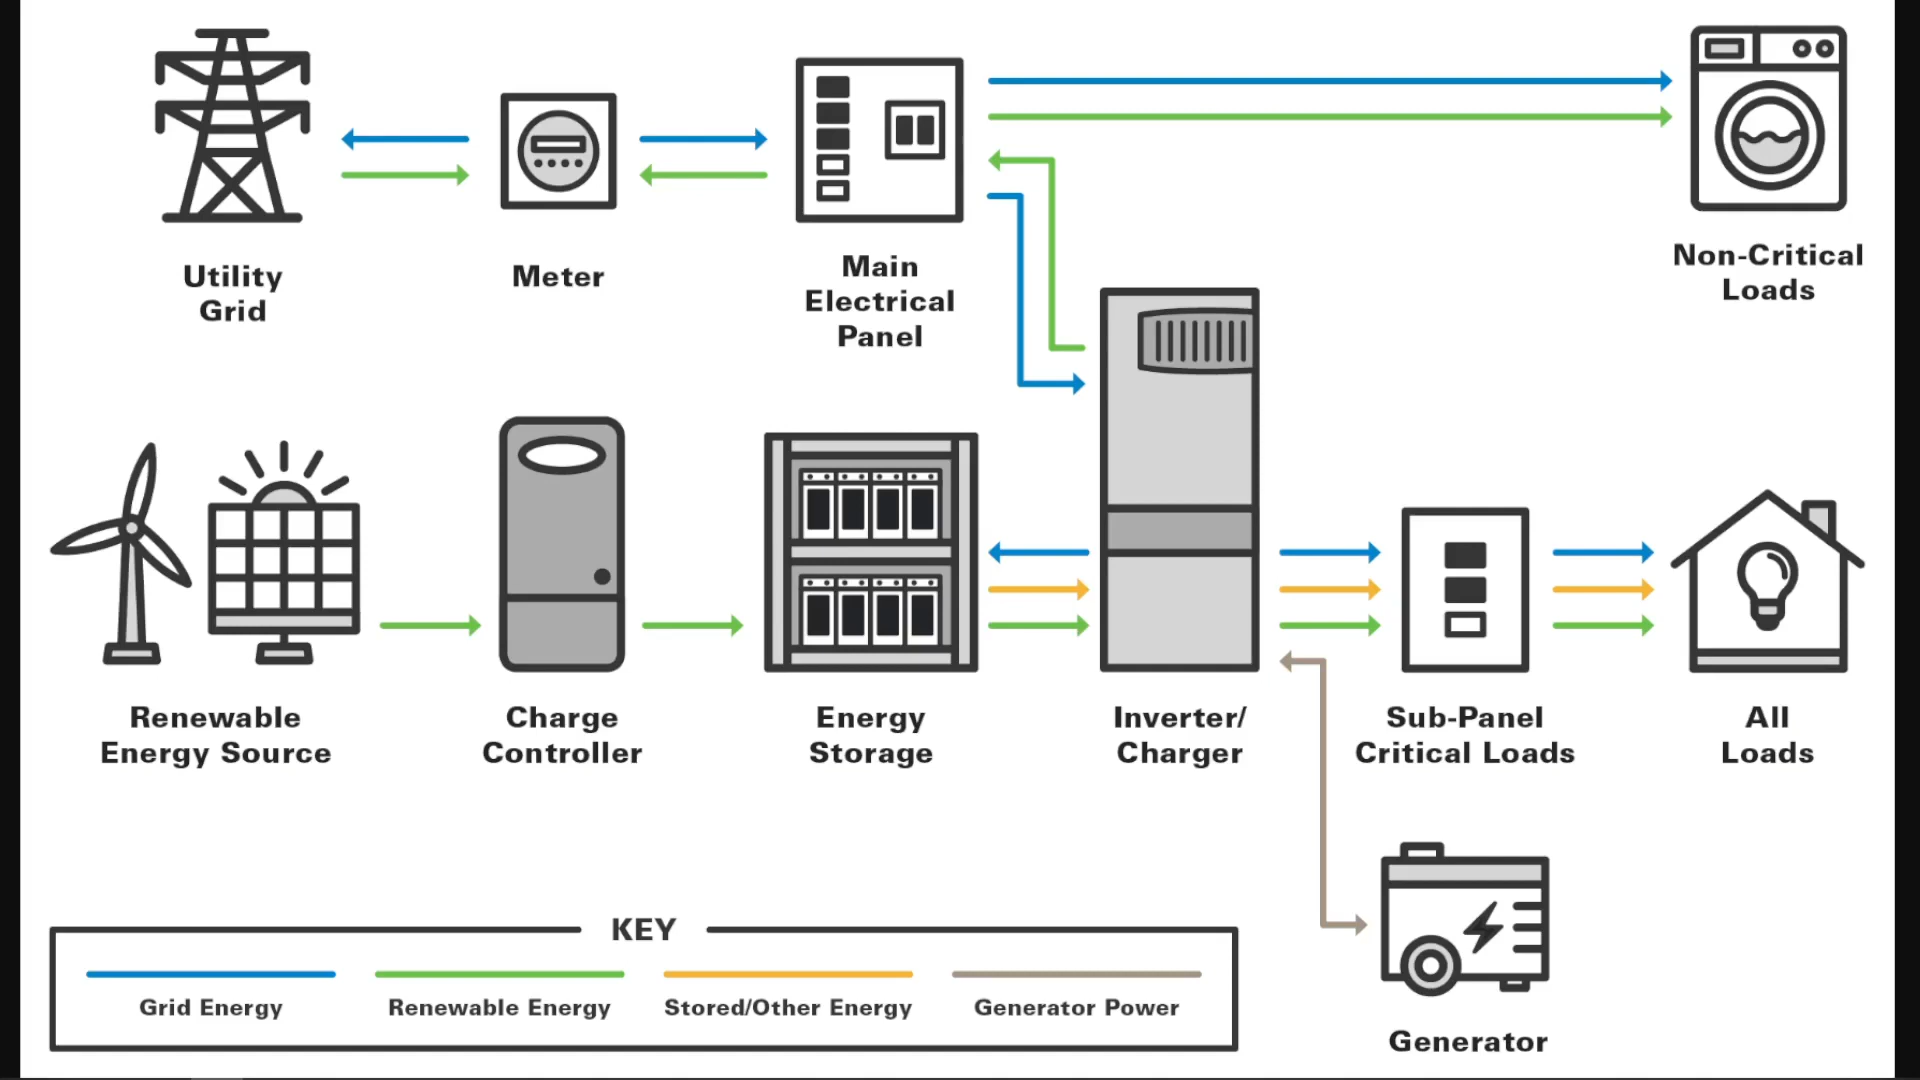 Utility
Grid
Meter
Main
Electrical
Panel
Non-Critical
Loads
Renewable
Energy Source
Charge
Controller
Energy
Storage
Inverter/
Charger
Sub-Panel
Critical Loads
All
Loads
KEY
Grid Energy
Renewable Energy
Stored/Other Energy
Generator Power
Generator